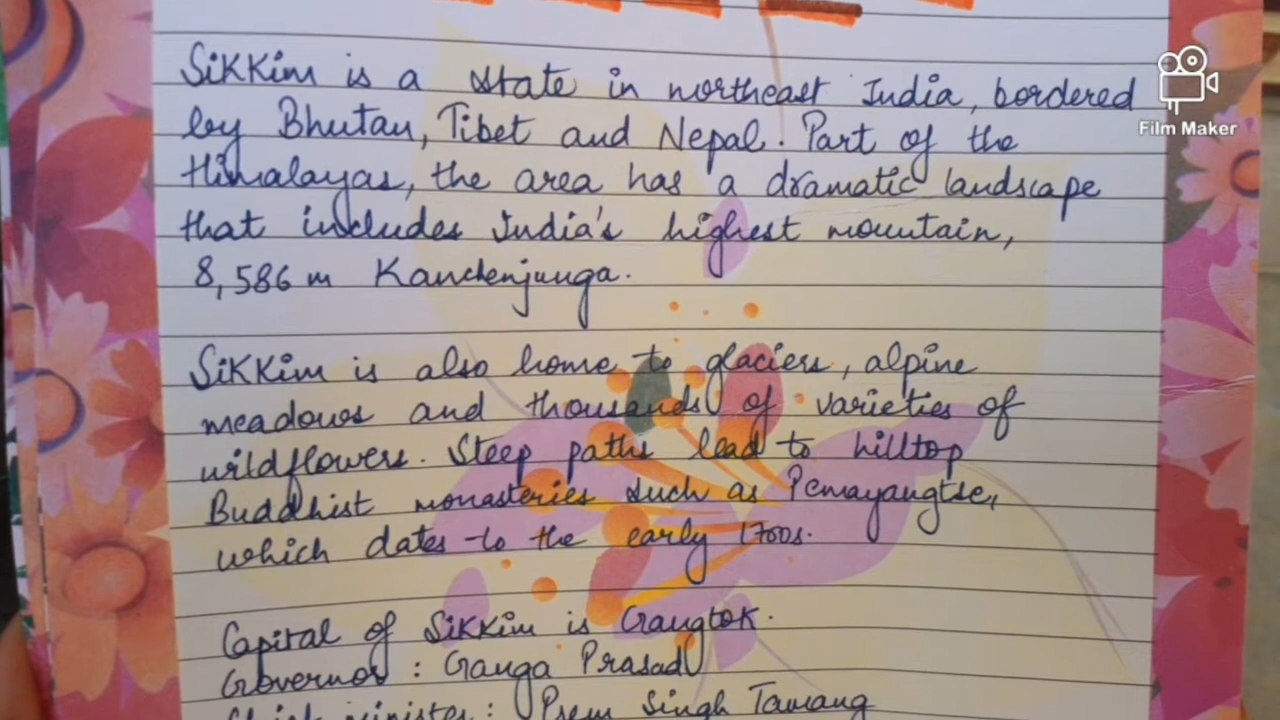 Sikkim is a state in northeast India, bordered
by Bhutan, Tibet and Nepal. Part of the
Himalayas, the area has a dramatic landscape
that includes India's highest mountain,
8,586 m Kanchenjunga.
Sikkim is also home to glaciers, alpine
meadows and thousands of varieties of
wildflowers. Steep paths lead to hilltop
Buddhist monasteries such as Pemayangtse,
which dates to the early 1700s.
Capital of Sikkim is Gangtok.
Governor : Ganga Prasad
Chief minister : Prem Singh Tamang
Film Maker